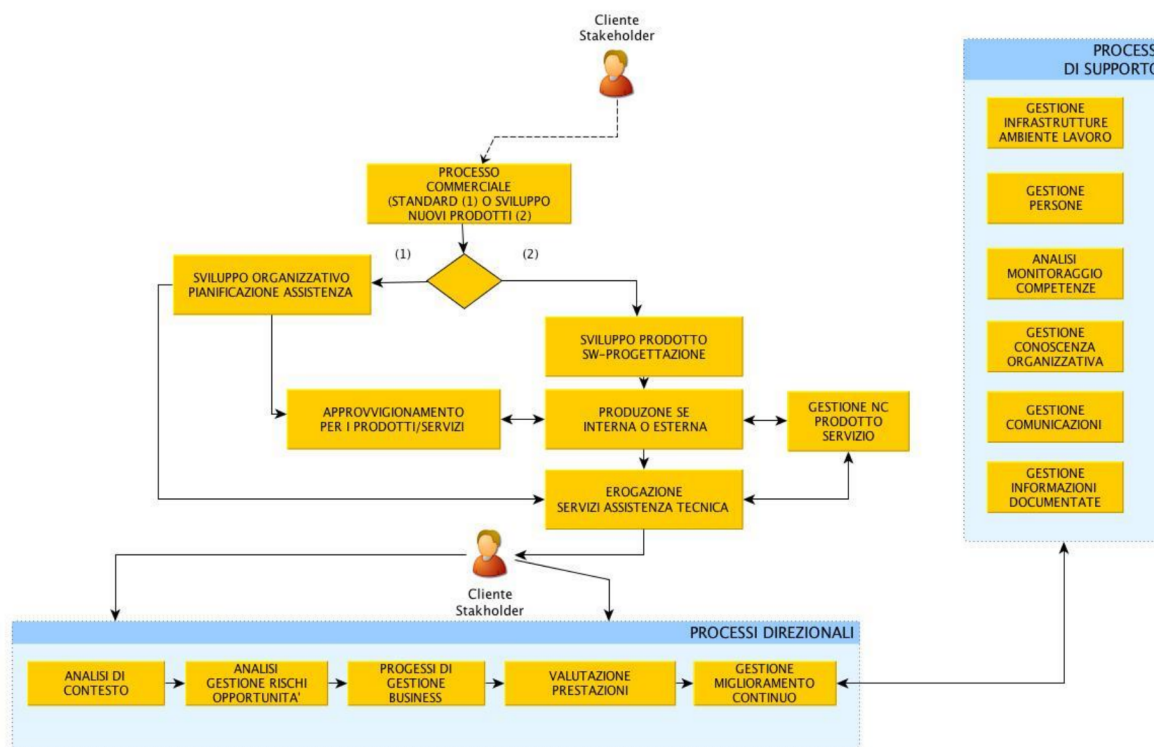 Cliente
Stakeholder
PROCESS
DI SUPPORTO
PROCESSO
COMMERCIALE
(STANDARD (1) O SVILUPPO
NUOVI PRODOTTI (2)
(1)
(2)
SVILUPPO ORGANIZZATIVO
PIANIFICAZIONE ASSISTENZA
SVILUPPO PRODOTTO
SW-PROGETTAZIONE
APPROVVIGIONAMENTO
PER I PRODOTTI/SERVIZI
PRODUZONE SE
INTERNA O ESTERNA
GESTIONE NC
PRODOTTO
SERVIZIO
EROGAZIONE
SERVIZI ASSISTENZA TECNICA
GESTIONE
INFRASTRUTTURE
AMBIENTE LAVORO
GESTIONE
PERSONE
ANALISI
MONITORAGGIO
COMPETENZE
GESTIONE
CONOSCENZA
ORGANIZZATIVA
GESTIONE
COMUNICAZIONI
GESTIONE
INFORMAZIONI
DOCUMENTATE
Cliente
Stakholder
PROCESSI DIREZIONALI
ANALISI DI
CONTESTO
ANALISI
GESTIONE RISCHI
OPPORTUNITA'
PROGESSI DI
GESTIONE
BUSINESS
VALUTAZIONE
PRESTAZIONI
GESTIONE
MIGLIORAMENTO
CONTINUO